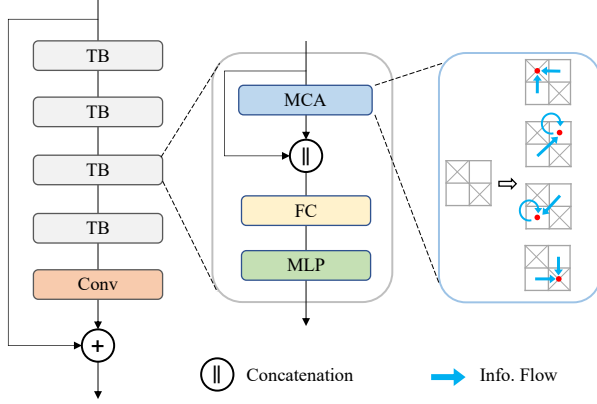 TB
TB
TB
TB
Conv
+
MCA
||
FC
MLP
|| Concatenation
Info. Flow